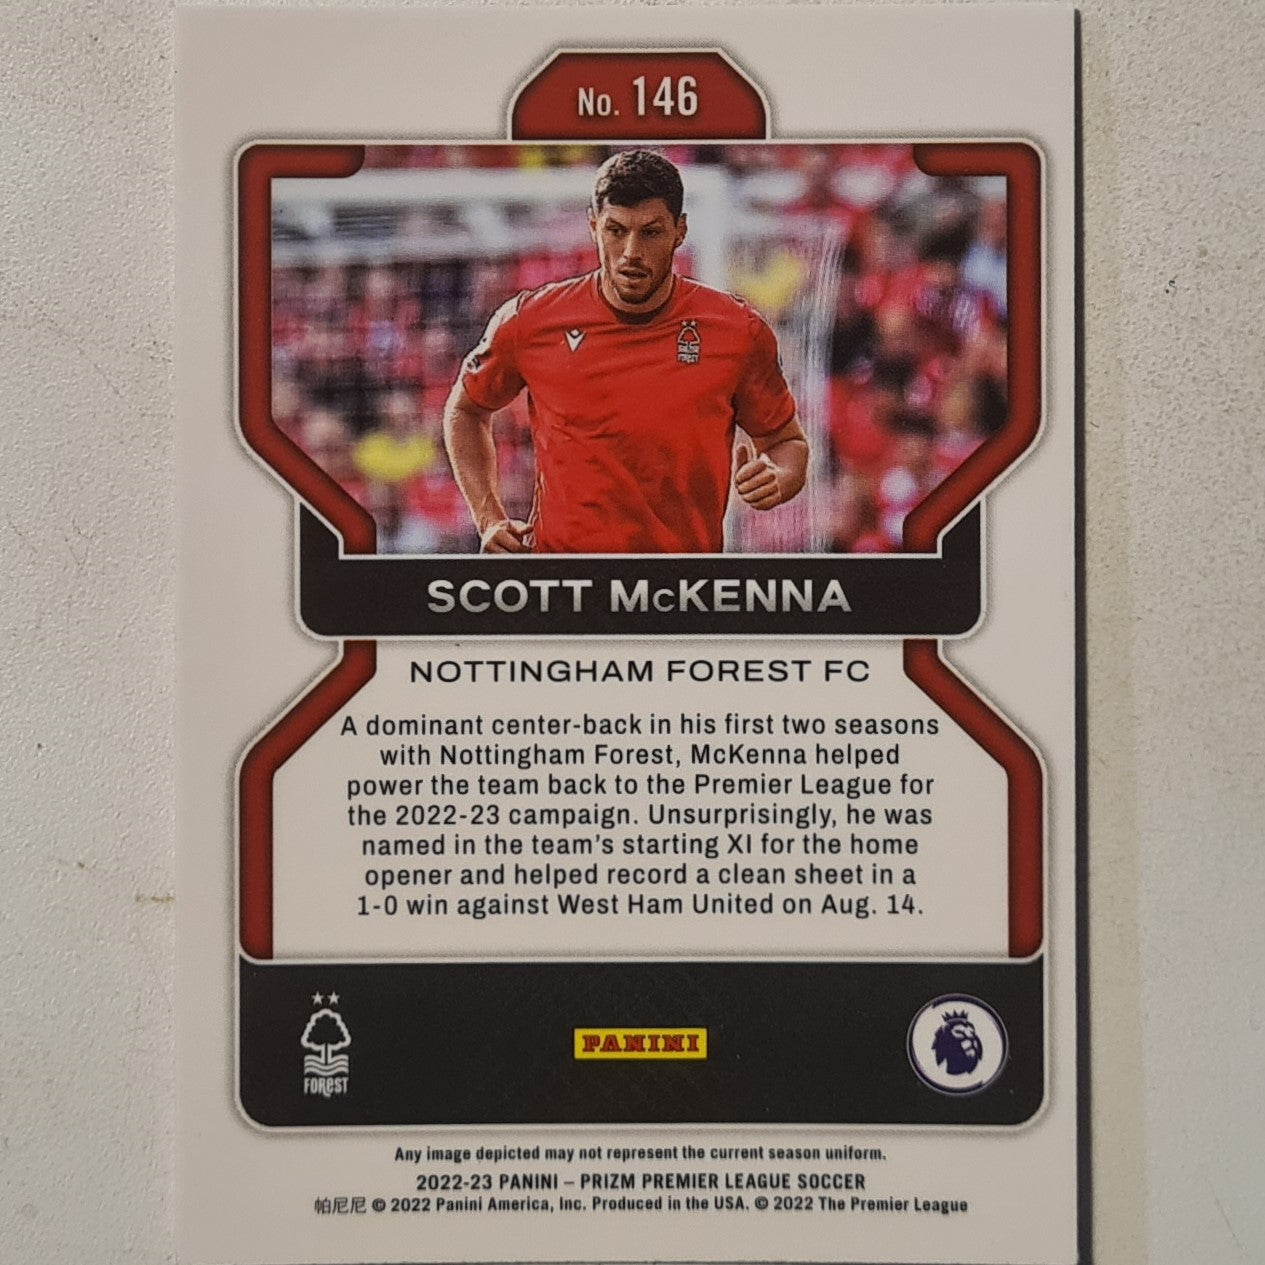 No. 146
FOREST
SCOTT McKENNA
NOTTINGHAM FOREST FC
A dominant center-back in his first two seasons
with Nottingham Forest, McKenna helped
power the team back to the Premier League for
the 2022-23 campaign. Unsurprisingly, he was
named in the team's starting XI for the home
opener and helped record a clean sheet in a
1-0 win against West Ham United on Aug. 14.
FOREST
PANINI
Any image depicted may not represent the current season uniform.
2022-23 PANINI – PRIZM PREMIER LEAGUE SOCCER
帕尼尼 © 2022 Panini America, Inc. Produced in the USA. © 2022 The Premier League